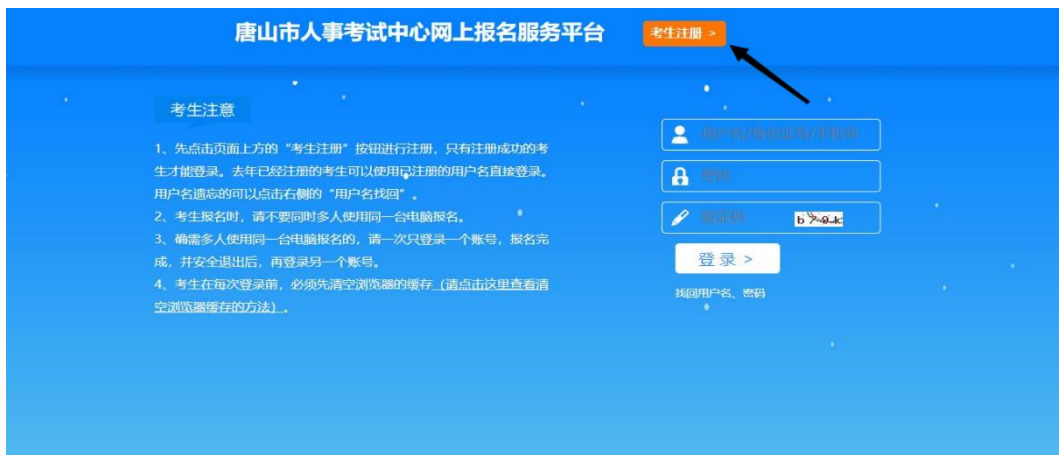 唐山市人事考试中心网上报名服务平台
考生注册 >
考生注意
1、先点击页面上方的“考生注册”按钮进行注册，只有注册成功的考
生才能登录。去年已经注册的考生可以使用已注册的用户名直接登录。
用户名遗忘的可以点击右侧的“用户名找回”。
2、考生报名时，请不要同时多人使用同一台电脑报名。
3、确需多人使用同一台电脑报名的，请一次只登录一个账号，报名完
成，并安全退出后，再登录另一个账号。
4、考生在每次登录前，必须先清空浏览器的缓存（请点击这里查看清
空浏览器缓存的方法）。
用户名/身份证号/手机号
密码
验证码
登录 >
找回用户名、密码